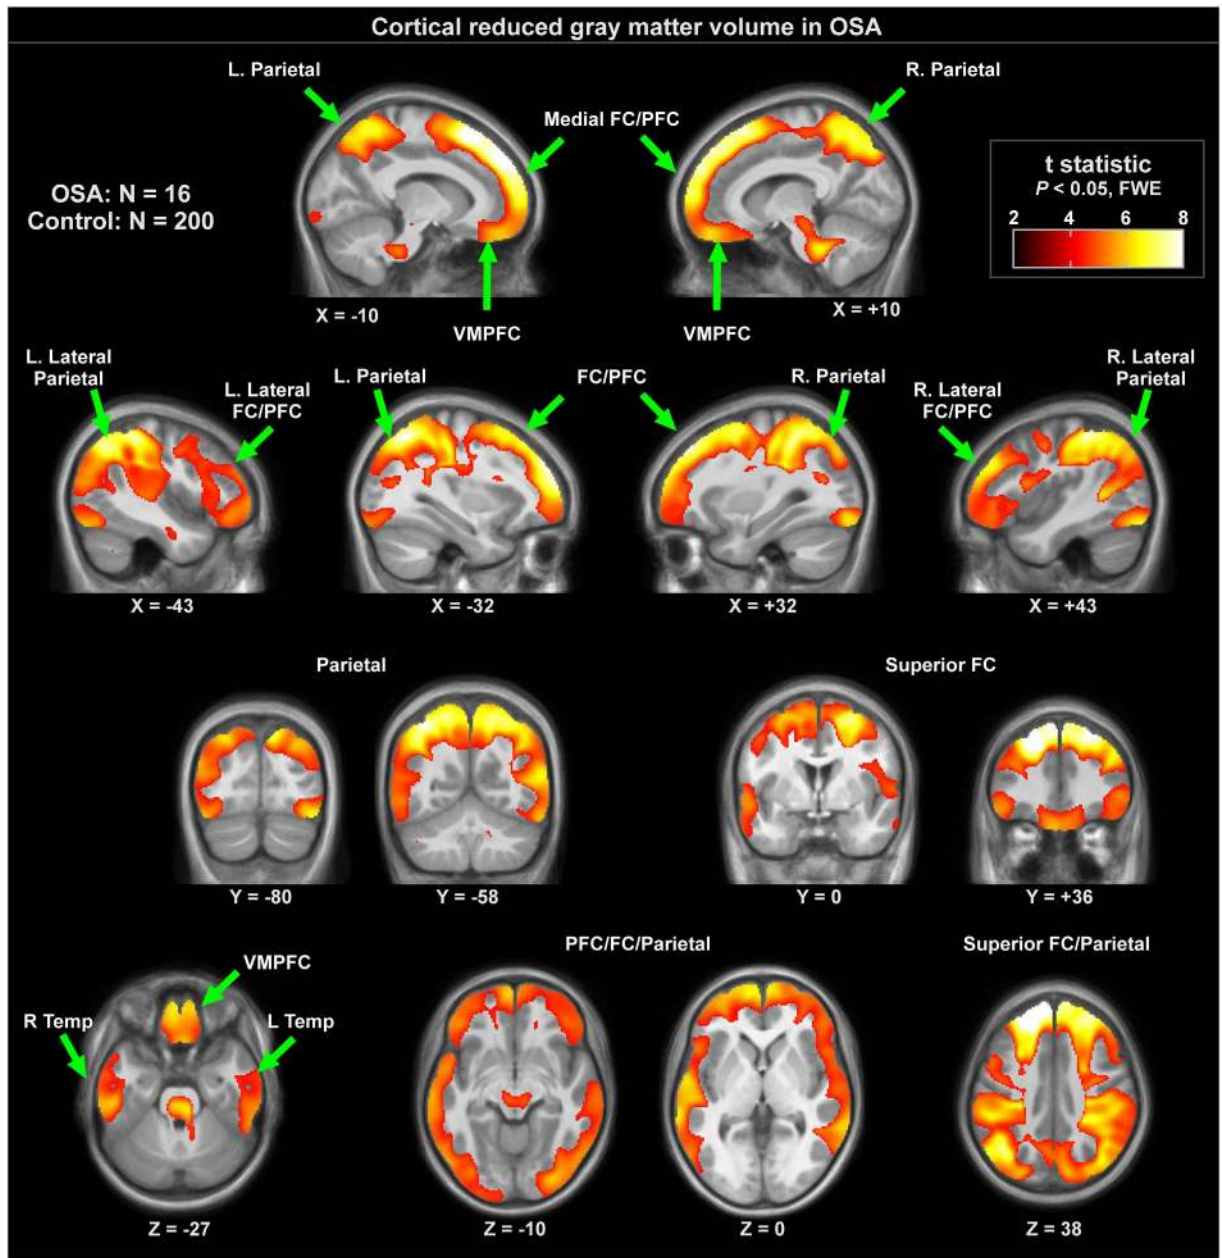 Cortical reduced gray matter volume in OSA
L. Parietal
R. Parietal
Medial FC/PFC
OSA: N = 16
Control: N = 200
t statistic
P < 0.05, FWE
2 4 6 8
X = -10
X = +10
VMPFC
VMPFC
L. Lateral
Parietal
L. Lateral
FC/PFC
L. Parietal
FC/PFC
R. Parietal
R. Lateral
FC/PFC
R. Lateral
Parietal
X = -43
X = -32
X = +32
X = +43
Parietal
Superior FC
Y = -80
Y = -58
Y = 0
Y = +36
VMPFC
R Temp
L Temp
PFC/FC/Parietal
Superior FC/Parietal
Z = -27
Z = -10
Z = 0
Z = 38